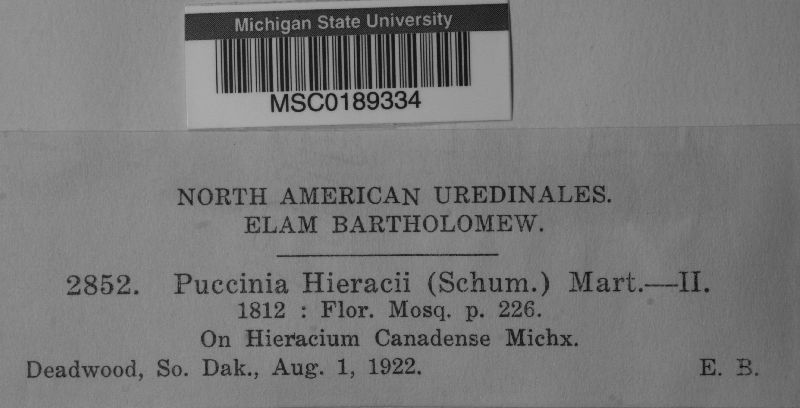 Michigan State University
MSC0189334
NORTH AMERICAN UREDINALES.
ELAM BARTHOLOMEW.
2852. Puccinia Hieracii (Schum.) Mart.—II.
1812 : Flor. Mosq. p. 226.
On Hieracium Canadense Michx.
Deadwood, So. Dak., Aug. 1, 1922. E. B.